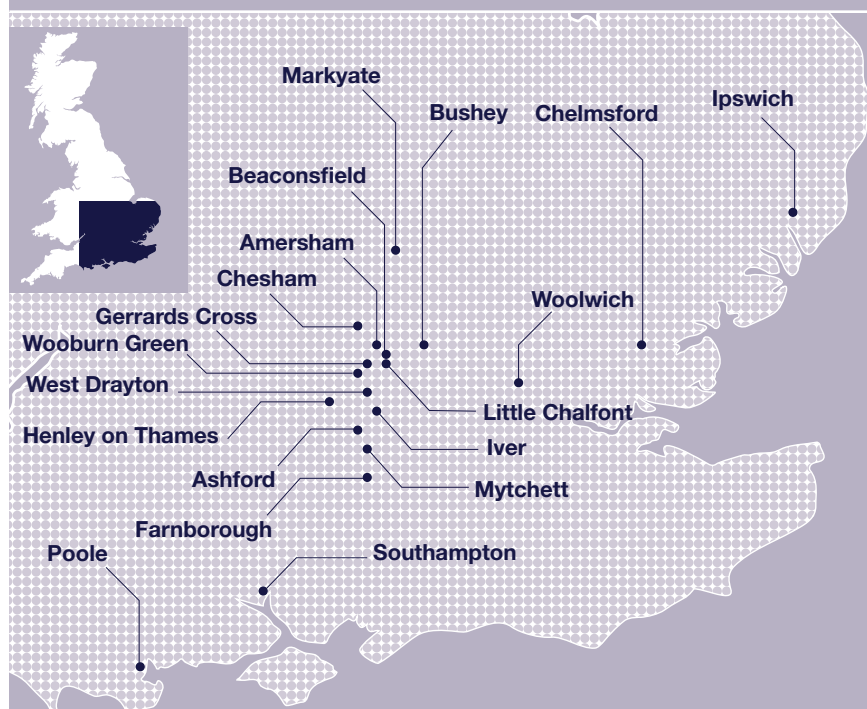 Markyate
Bushey
Chelmsford
Ipswich
Beaconsfield
Amersham
Chesham
Woolwich
Gerrards Cross
Wooburn Green
West Drayton
Little Chalfont
Henley on Thames
Iver
Ashford
Mytchett
Farnborough
Poole
Southampton